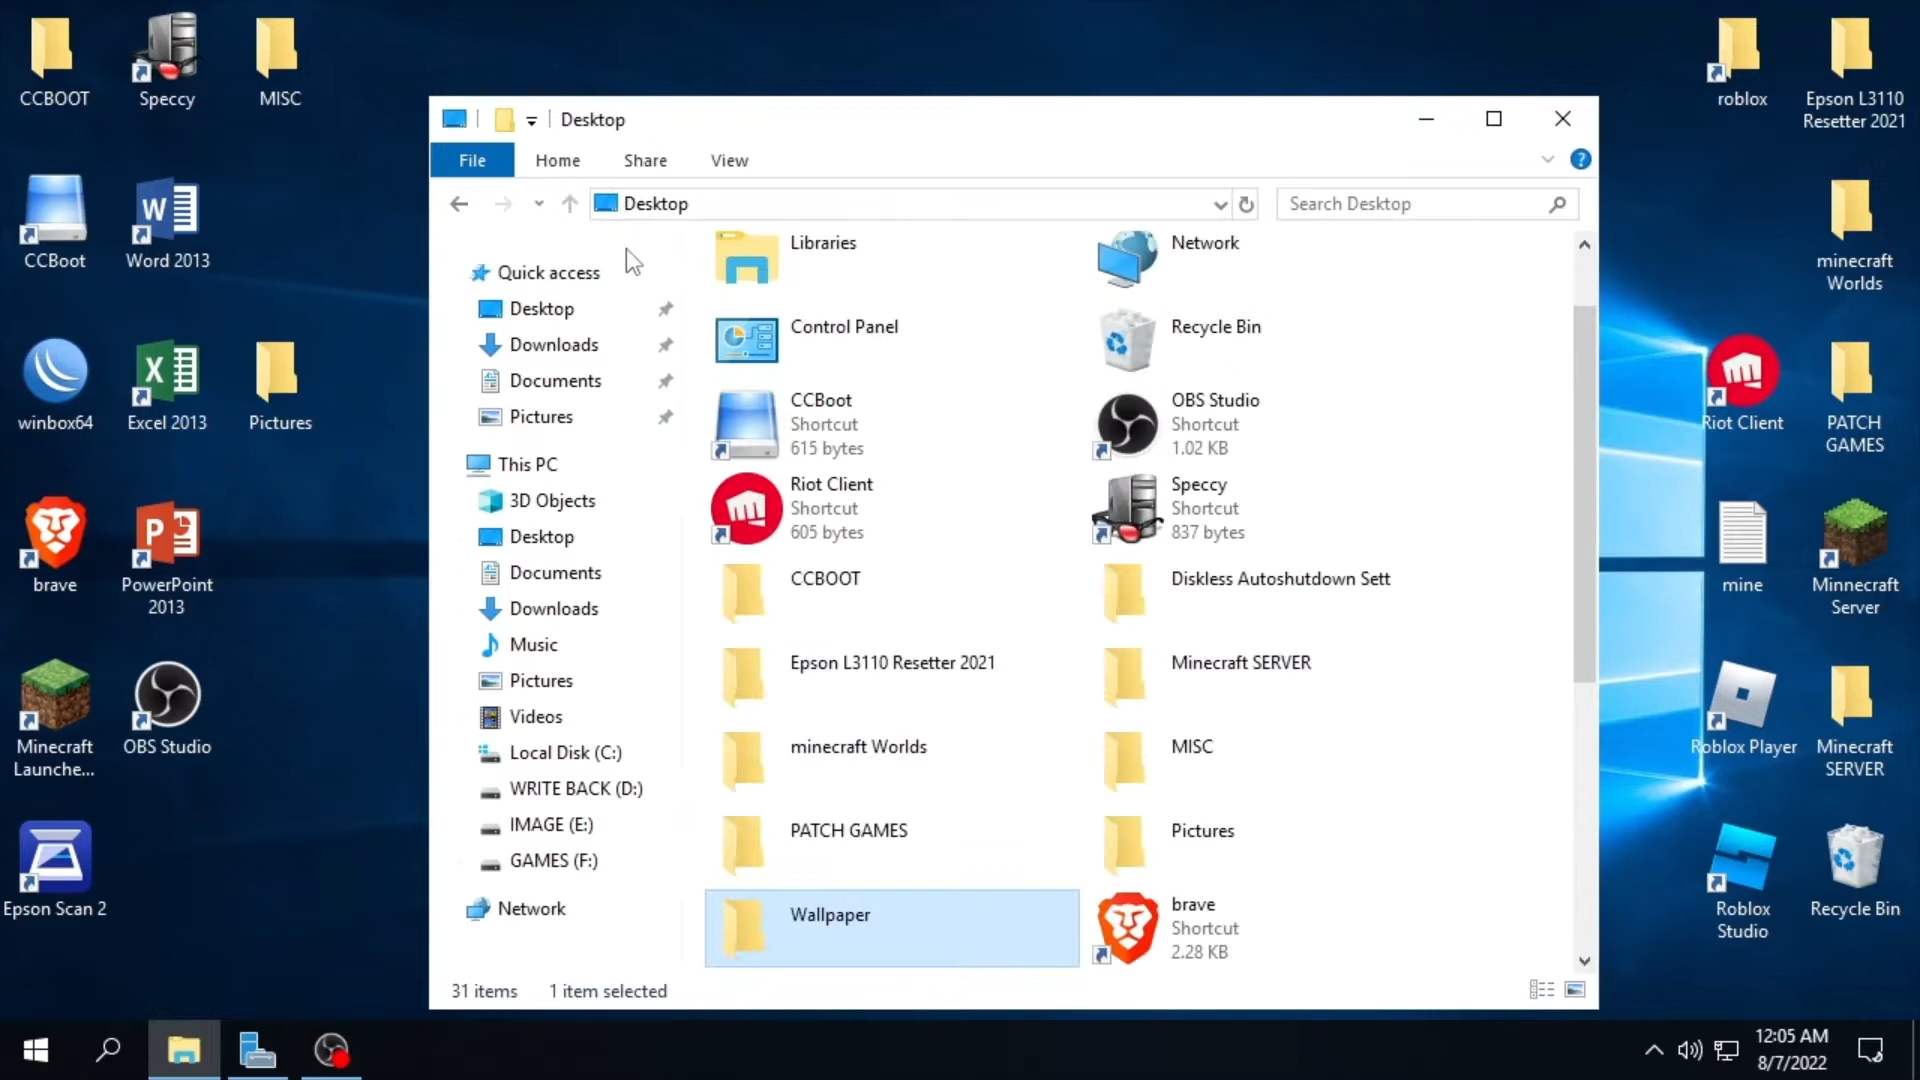 CCBOOT
Speccy
MISC
CCBoot
Word 2013
winbox64
Excel 2013
Pictures
brave
PowerPoint
2013
Minecraft
Launche...
OBS Studio
Epson Scan 2
Desktop
File
Home
Share
View
Desktop
Search Desktop
Quick access
Desktop
Downloads
Documents
Pictures
This PC
3D Objects
Desktop
Documents
Downloads
Music
Pictures
Videos
Local Disk (C:)
WRITE BACK (D:)
IMAGE (E:)
GAMES (F:)
Network
Libraries
Network
Control Panel
Recycle Bin
CCBoot
Shortcut
615 bytes
OBS Studio
Shortcut
1.02 KB
Riot Client
Shortcut
605 bytes
Speccy
Shortcut
837 bytes
CCBOOT
Diskless Autoshutdown Sett
Epson L3110 Resetter 2021
Minecraft SERVER
minecraft Worlds
MISC
PATCH GAMES
Pictures
Wallpaper
brave
Shortcut
2.28 KB
31 items
1 item selected
roblox
Epson L3110
Resetter 2021
minecraft
Worlds
Riot Client
PATCH
GAMES
mine
Minnecraft
Server
Roblox Player
Minecraft
SERVER
Roblox
Studio
Recycle Bin
12:05 AM
8/7/2022